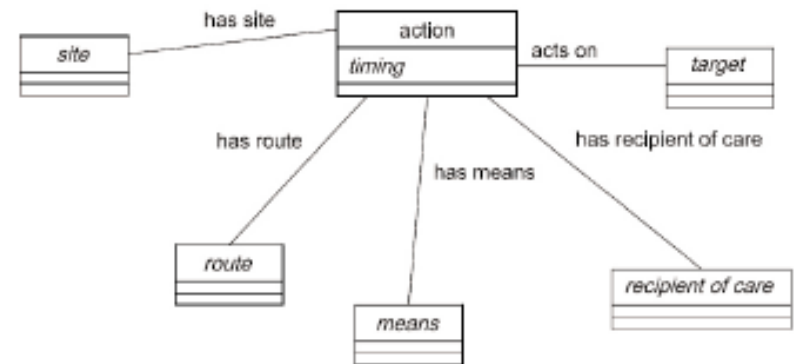 has site
action
site
timing
acts on
target
has route
has recipient of care
has means
route
recipient of care
means